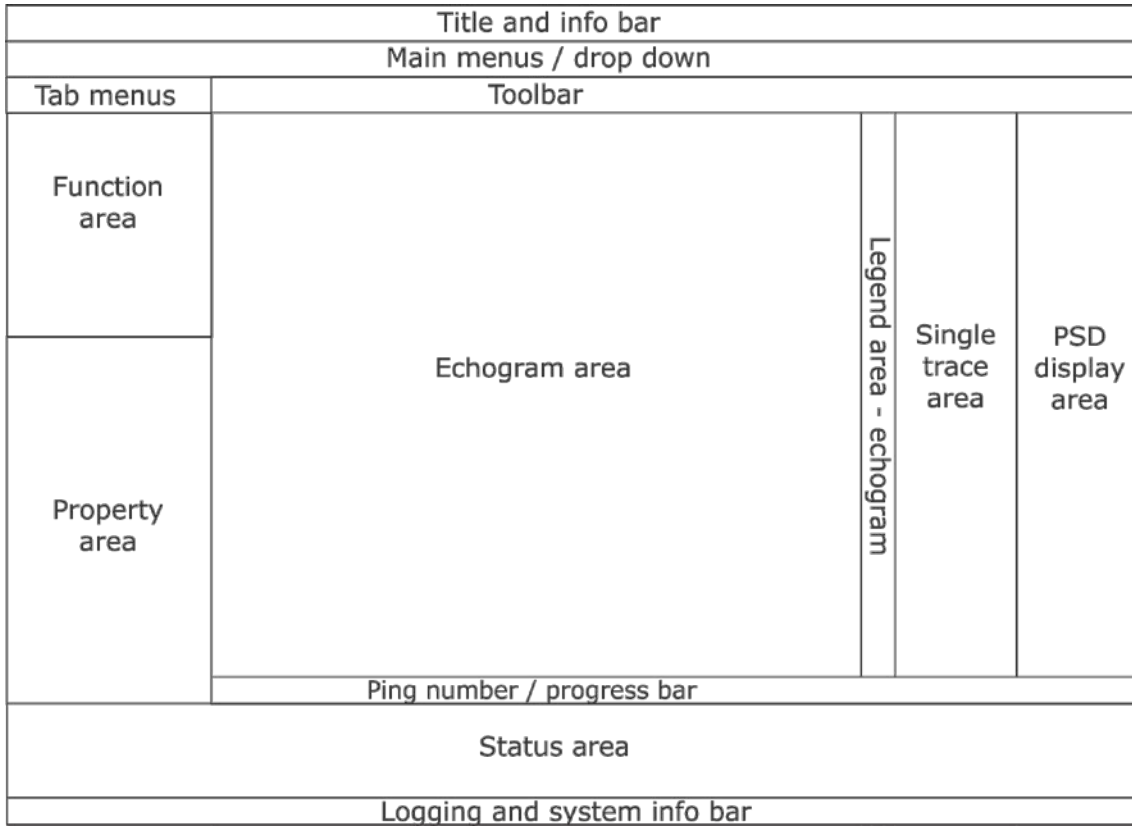 Title and info bar
Main menus / drop down
Tab menus
Toolbar
Function
area
Property
area
Echogram area
Legend area - echogram
Single
trace
area
PSD
display
area
Ping number / progress bar
Status area
Logging and system info bar